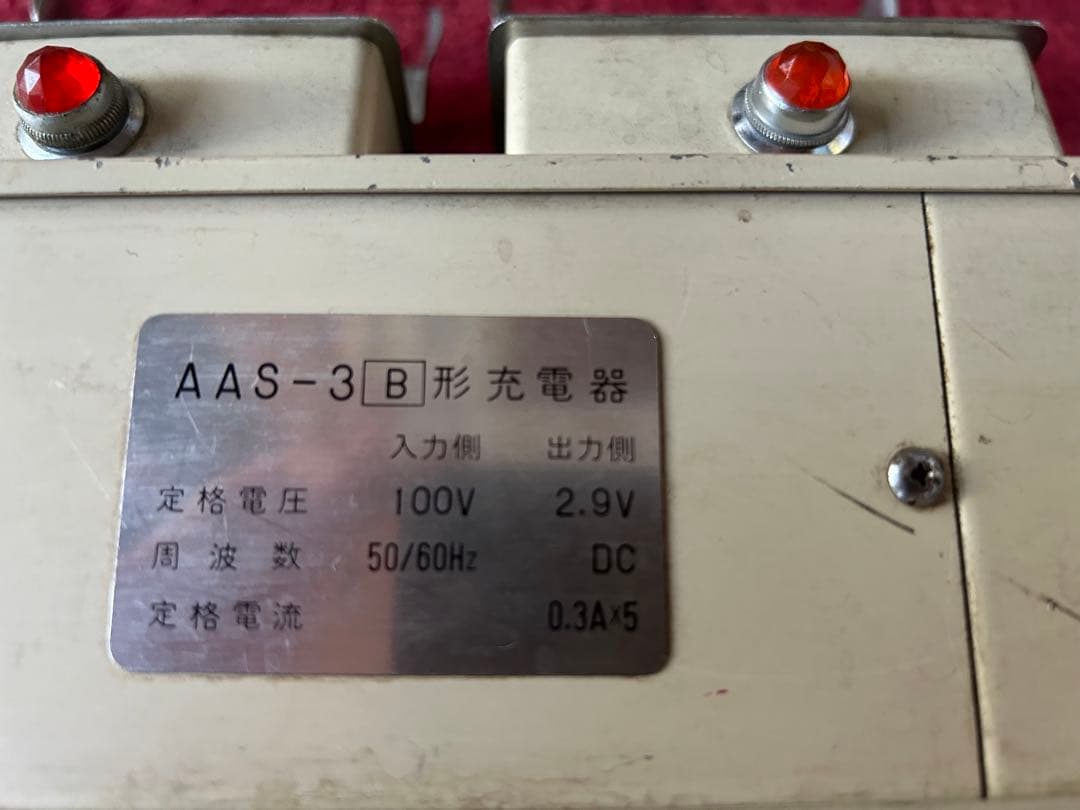 AAS-3 B 形充電器
入力側 出力側
定格電圧 100V 2.9V
周波数 50/60Hz DC
定格電流 0.3A×5